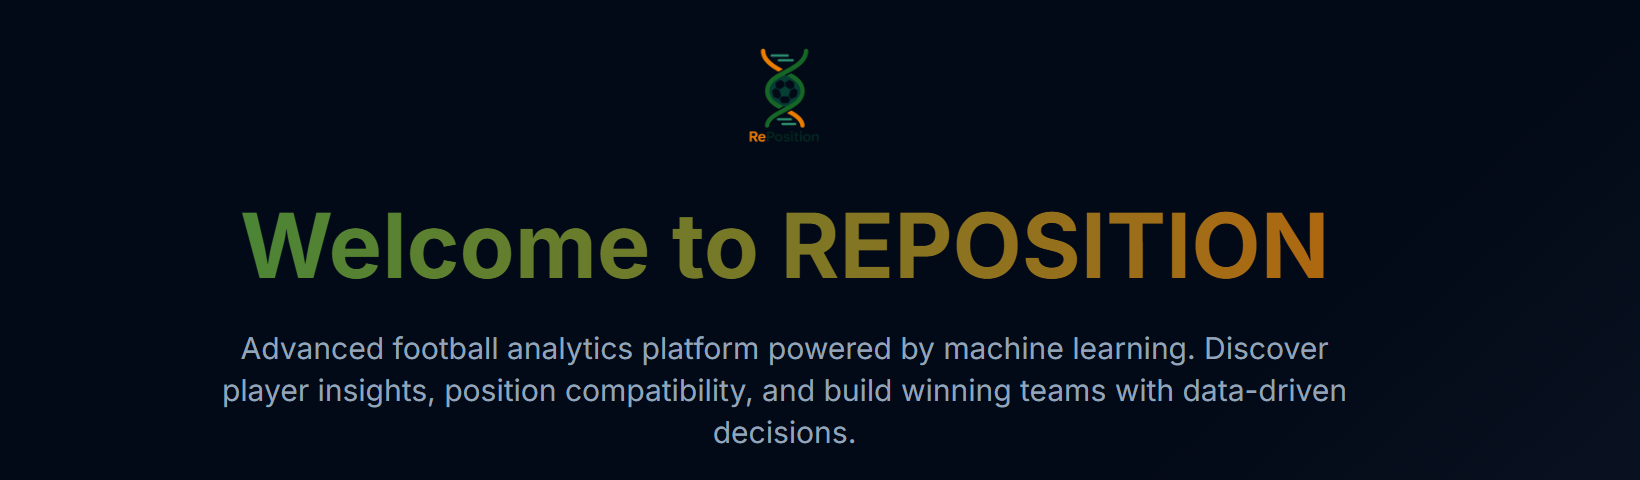 RePosition
Welcome to REPOSITION
Advanced football analytics platform powered by machine learning. Discover
player insights, position compatibility, and build winning teams with data-driven
decisions.